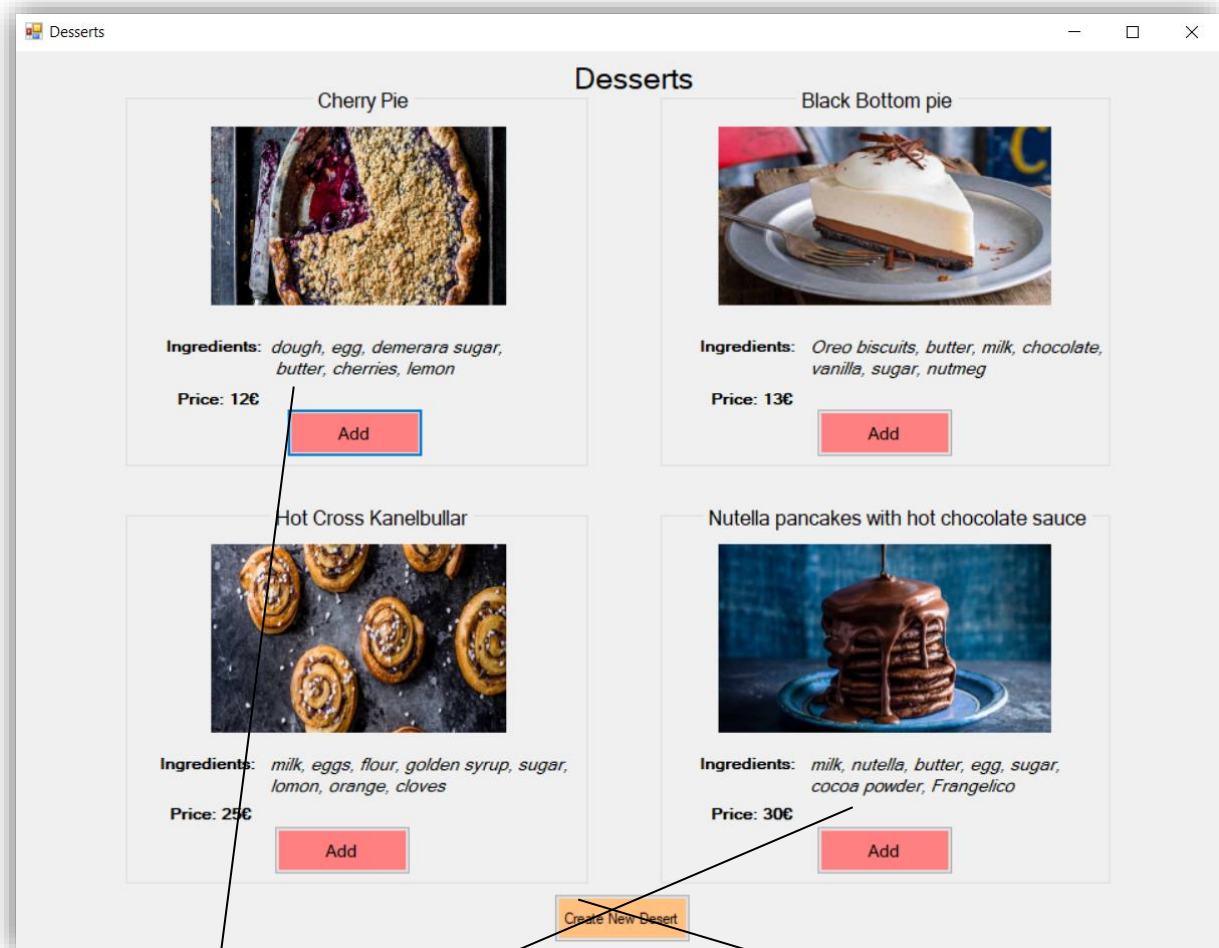 Desserts
Desserts
Cherry Pie
Ingredients: dough, egg, demerara sugar,
butter, cherries, lemon
Price: 12€
Add
Black Bottom pie
C
Ingredients: Oreo biscuits, butter, milk, chocolate,
vanilla, sugar, nutmeg
Price: 13€
Add
Hot Cross Kanelbullar
Ingredients: milk, eggs, flour, golden syrup, sugar,
lomon, orange, cloves
Price: 25€
Add
Nutella pancakes with hot chocolate sauce
Ingredients: milk, nutella, butter, egg, sugar,
cocoa powder, Frangelico
Price: 30€
Add
Create New Desert